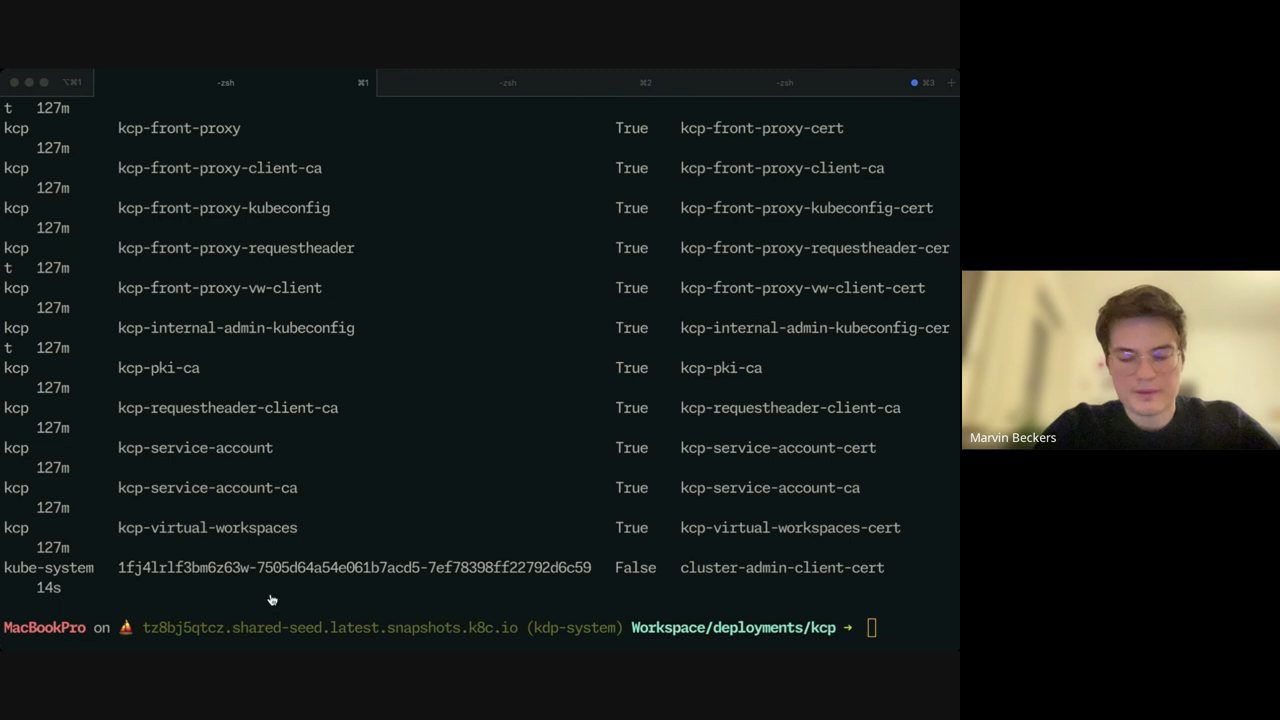 ⌥⌘1 -zsh ⌘1 -zsh ⌘2 -zsh ⌘3 +
t 127m
kcp kcp-front-proxy True kcp-front-proxy-cert
127m
kcp kcp-front-proxy-client-ca True kcp-front-proxy-client-ca
127m
kcp kcp-front-proxy-kubeconfig True kcp-front-proxy-kubeconfig-cert
127m
kcp kcp-front-proxy-requestheader True kcp-front-proxy-requestheader-cer
t 127m
kcp kcp-front-proxy-vw-client True kcp-front-proxy-vw-client-cert
127m
kcp kcp-internal-admin-kubeconfig True kcp-internal-admin-kubeconfig-cer
t 127m
kcp kcp-pki-ca True kcp-pki-ca
127m
kcp kcp-requestheader-client-ca True kcp-requestheader-client-ca
127m
kcp kcp-service-account True kcp-service-account-cert
127m
kcp kcp-service-account-ca True kcp-service-account-ca
127m
kcp kcp-virtual-workspaces True kcp-virtual-workspaces-cert
127m
kube-system 1fj4lrlf3bm6z63w-7505d64a54e061b7acd5-7ef78398ff22792d6c59 False cluster-admin-client-cert
14s
MacBookPro on tz8bj5qtcz.shared-seed.latest.snapshots.k8c.io (kdp-system) Workspace/deployments/kcp →
Marvin Beckers